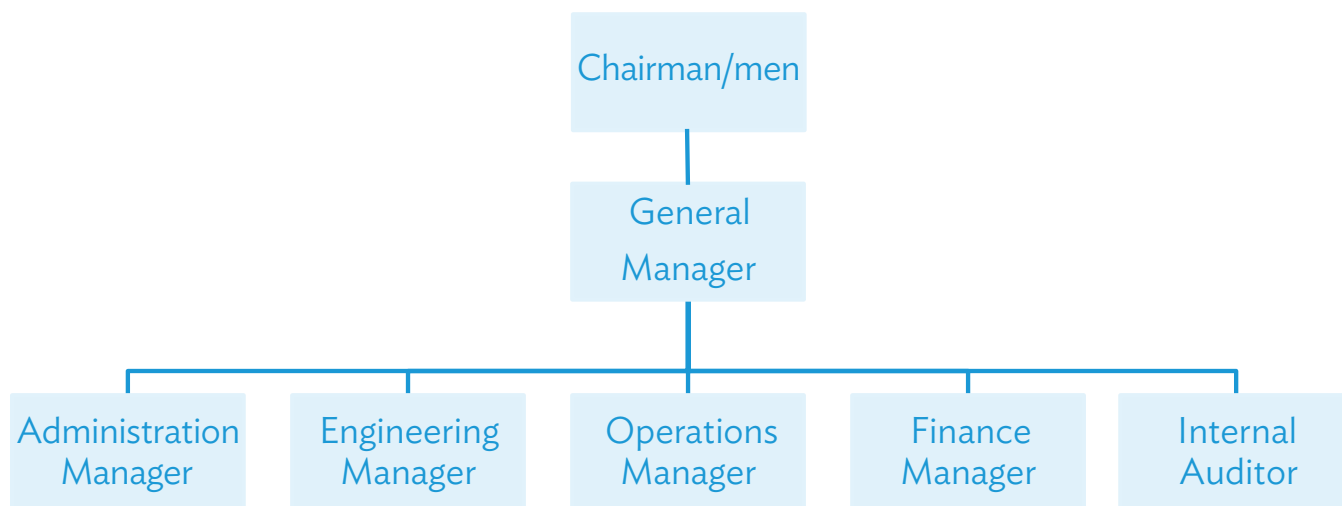 Chairman/men
General
Manager
Administration
Manager
Engineering
Manager
Operations
Manager
Finance
Manager
Internal
Auditor